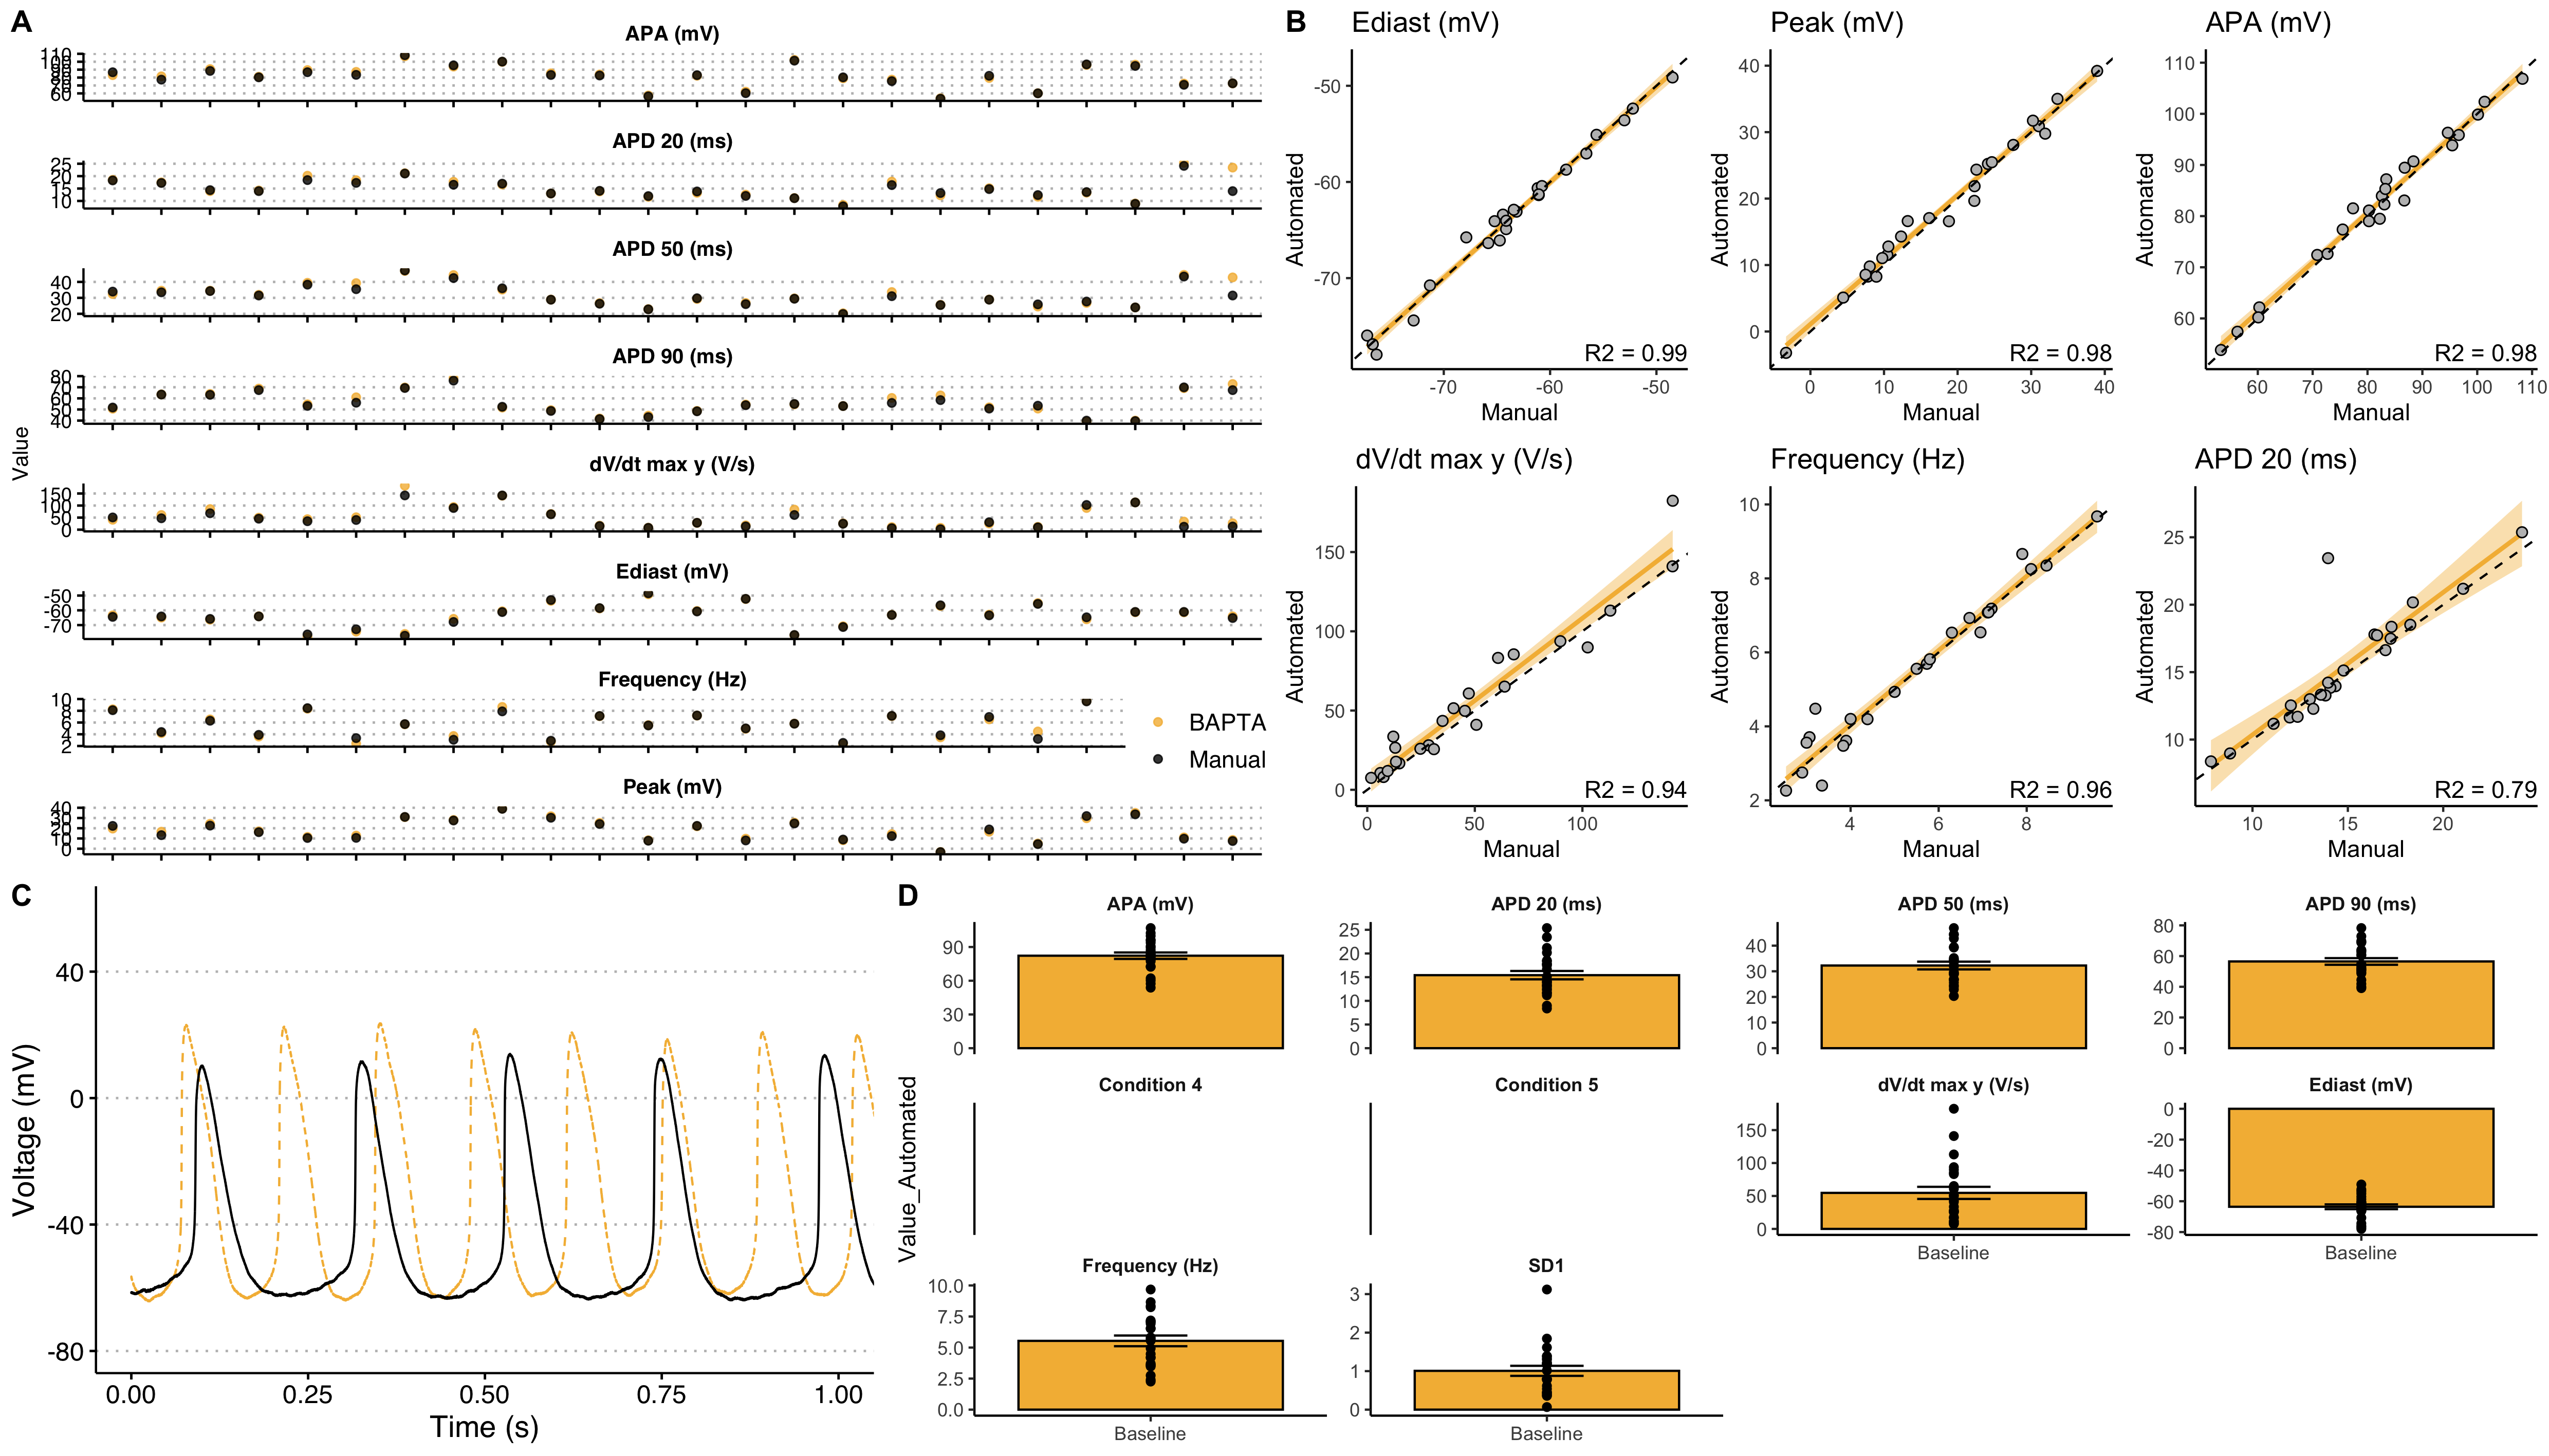 A
APA (mV)
110
100
90
80
70
60
APD 20 (ms)
25
20
15
10
APD 50 (ms)
40
30
20
APD 90 (ms)
80
70
60
50
40
dV/dt max y (V/s)
150
100
50
0
Ediast (mV)
-50
-60
-70
Frequency (Hz)
10
8
6
4
2
Peak (mV)
40
30
20
10
0
Value
BAPTA
Manual
B
Ediast (mV)
-50
-60
-70
R2 = 0.99
-70 -60 -50
Manual
Automated
Peak (mV)
40
30
20
10
0
R2 = 0.98
0 10 20 30 40
Manual
Automated
APA (mV)
110
100
90
80
70
60
R2 = 0.98
60 70 80 90 100 110
Manual
Automated
dV/dt max y (V/s)
150
100
50
0
R2 = 0.94
0 50 100
Manual
Automated
Frequency (Hz)
10
8
6
4
2
R2 = 0.96
4 6 8
Manual
Automated
APD 20 (ms)
25
20
15
10
R2 = 0.79
10 15 20
Manual
Automated
C
40
0
-40
-80
Voltage (mV)
0.00 0.25 0.50 0.75 1.00
Time (s)
D
Value_Automated
APA (mV)
90
60
30
0
APD 20 (ms)
25
20
15
10
5
0
APD 50 (ms)
40
30
20
10
0
APD 90 (ms)
80
60
40
20
0
Condition 4
Condition 5
dV/dt max y (V/s)
150
100
50
0
Baseline
Ediast (mV)
0
-20
-40
-60
-80
Baseline
Frequency (Hz)
10.0
7.5
5.0
2.5
0.0
Baseline
SD1
3
2
1
0
Baseline